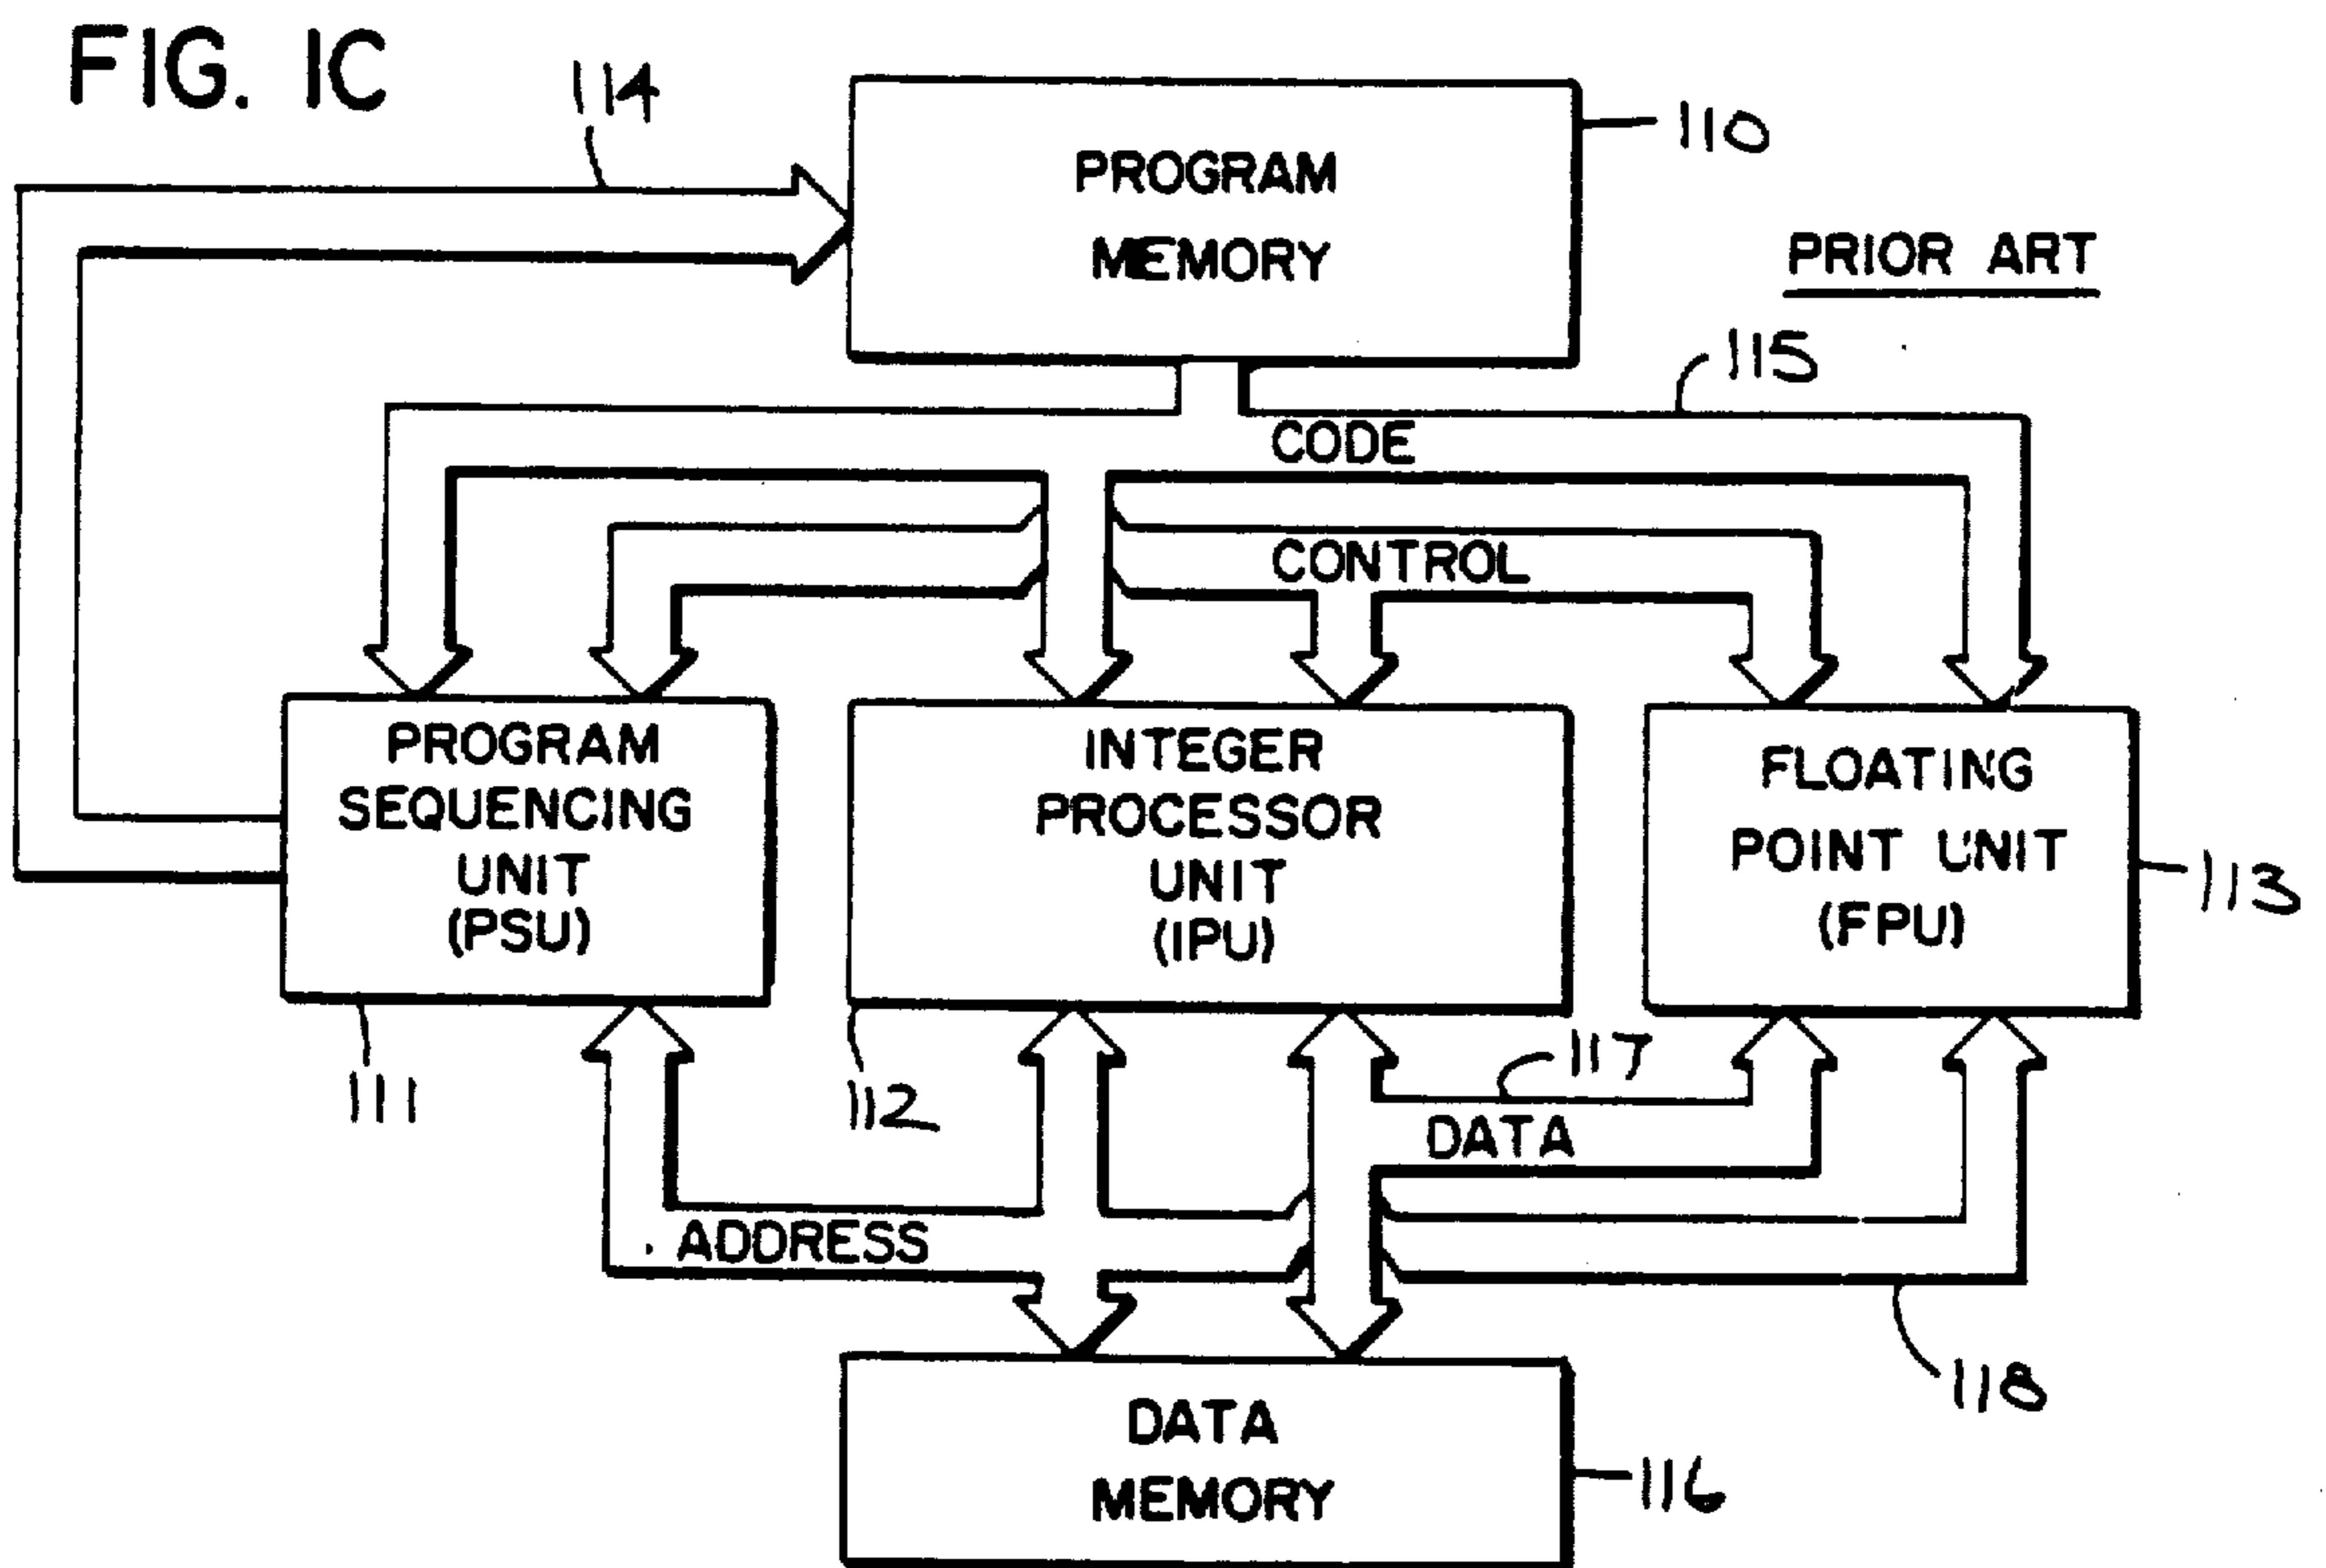 FIG. 1C
114
PROGRAM
MEMORY
110
PRIOR ART
115
CODE
CONTROL
PROGRAM
SEQUENCING
UNIT
(PSU)
INTEGER
PROCESSOR
UNIT
(IPU)
FLOATING
POINT UNIT
(FPU)
113
111
112
117
DATA
ADDRESS
118
DATA
MEMORY
116